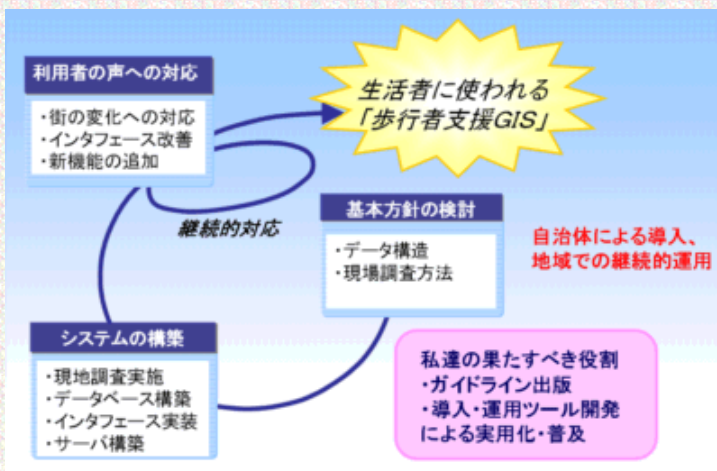 利用者の声への対応
・街の変化への対応
・インタフェース改善
・新機能の追加
生活者に使われる
「歩行者支援GIS」
継続的対応
基本方針の検討
・データ構造
・現場調査方法
自治体による導入、
地域での継続的運用
システムの構築
・現地調査実施
・データベース構築
・インタフェース実装
・サーバ構築
私達の果たすべき役割
・ガイドライン出版
・導入・運用ツール開発
による実用化・普及